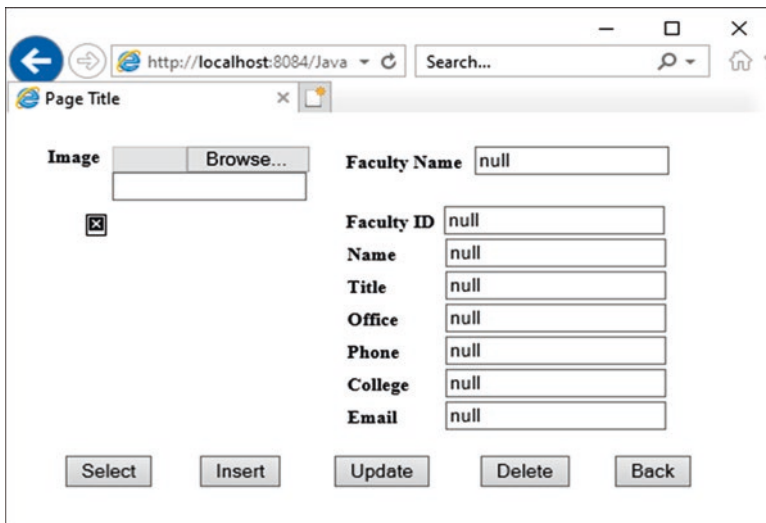 http://localhost:8084/Java
Search...
Page Title
Image
Browse...
Faculty Name null
Faculty ID null
Name null
Title null
Office null
Phone null
College null
Email null
Select Insert Update Delete Back